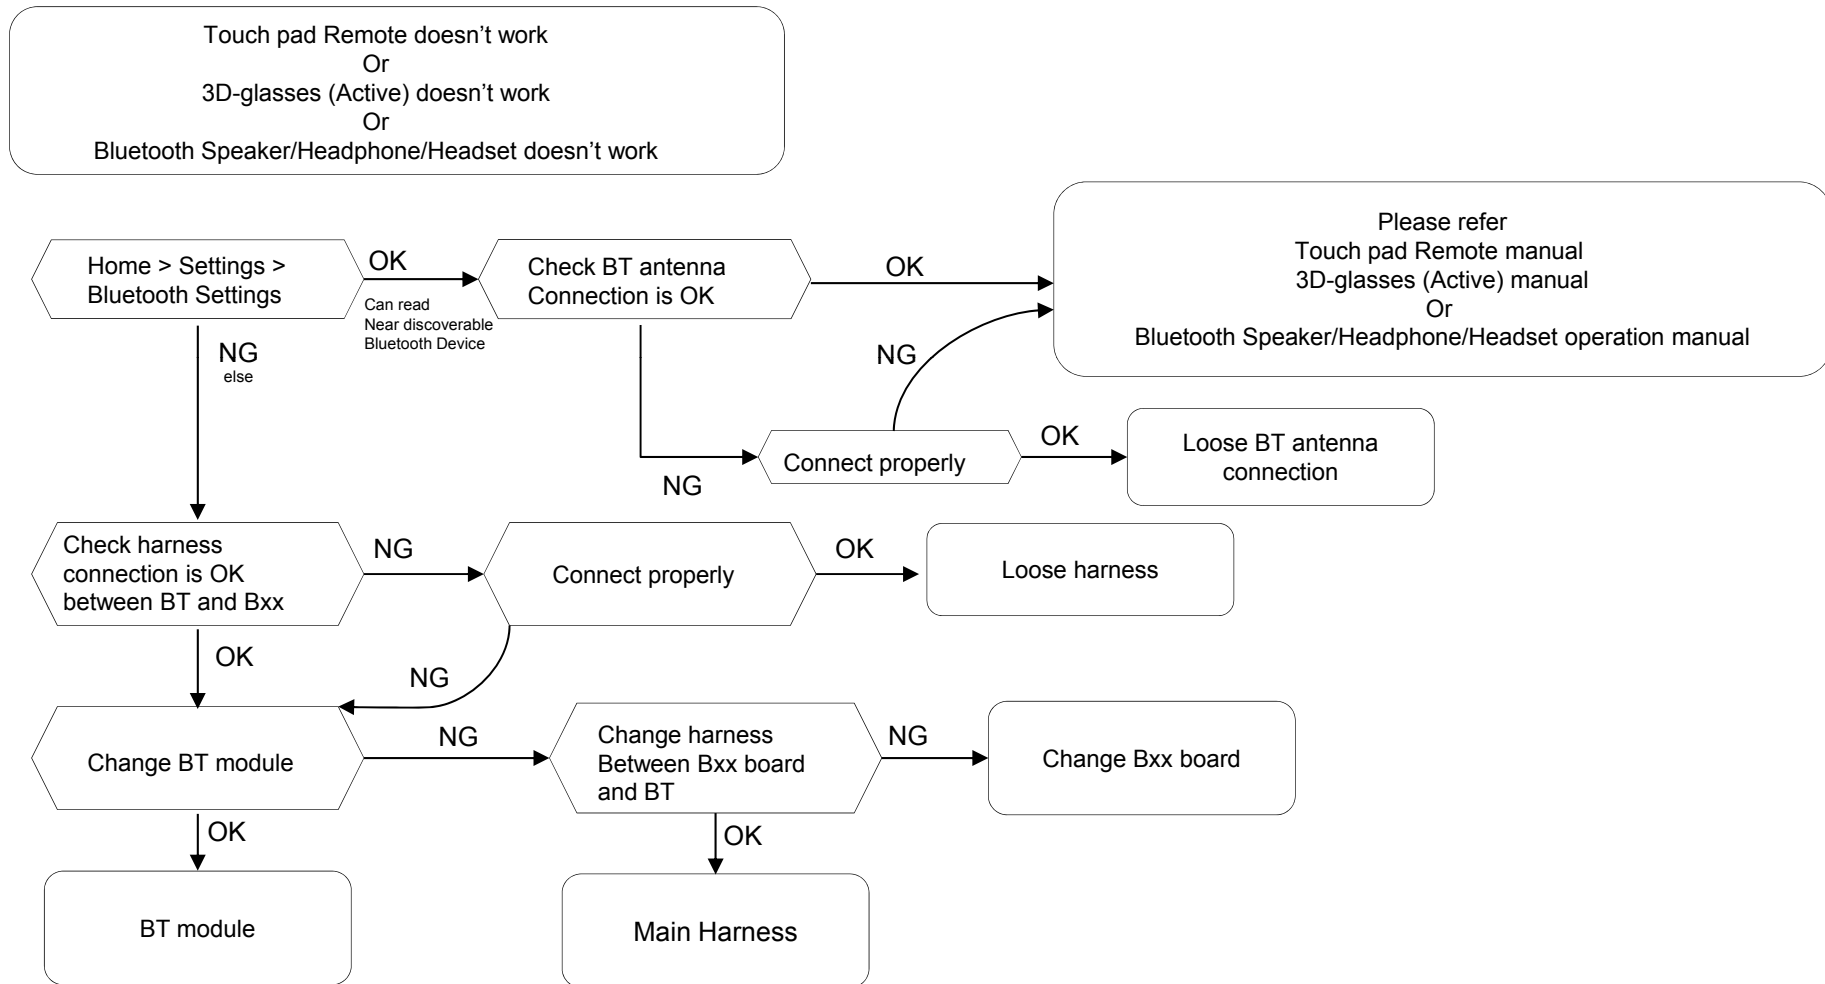 Touch pad Remote doesn’t work
Or
3D-glasses (Active) doesn’t work
Or
Bluetooth Speaker/Headphone/Headset doesn’t work
Home > Settings >
Bluetooth Settings
OK
Can read
Near discoverable
Bluetooth Device
Check BT antenna
Connection is OK
OK
Please refer
Touch pad Remote manual
3D-glasses (Active) manual
Or
Bluetooth Speaker/Headphone/Headset operation manual
NG
else
NG
NG
Connect properly
OK
Loose BT antenna
connection
Check harness
connection is OK
between BT and Bxx
NG
Connect properly
OK
Loose harness
OK
NG
Change BT module
NG
Change harness
Between Bxx board
and BT
NG
Change Bxx board
OK
OK
BT module
Main Harness